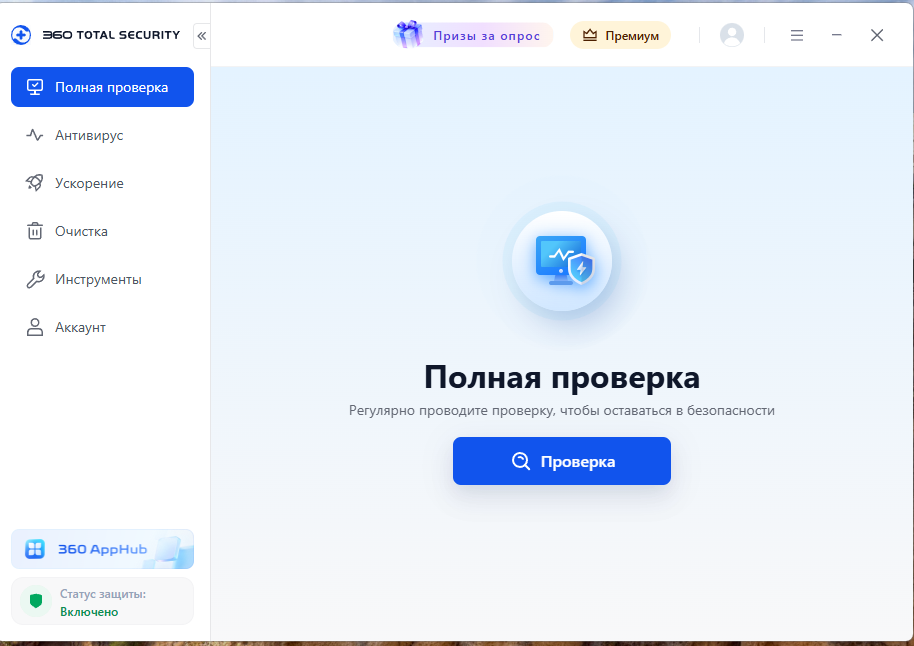 360 TOTAL SECURITY
Призы за опрос
Премиум
Полная проверка
Антивирус
Ускорение
Очистка
Инструменты
Аккаунт
Полная проверка
Регулярно проводите проверку, чтобы оставаться в безопасности
Проверка
360 AppHub
Статус защиты:
Включено